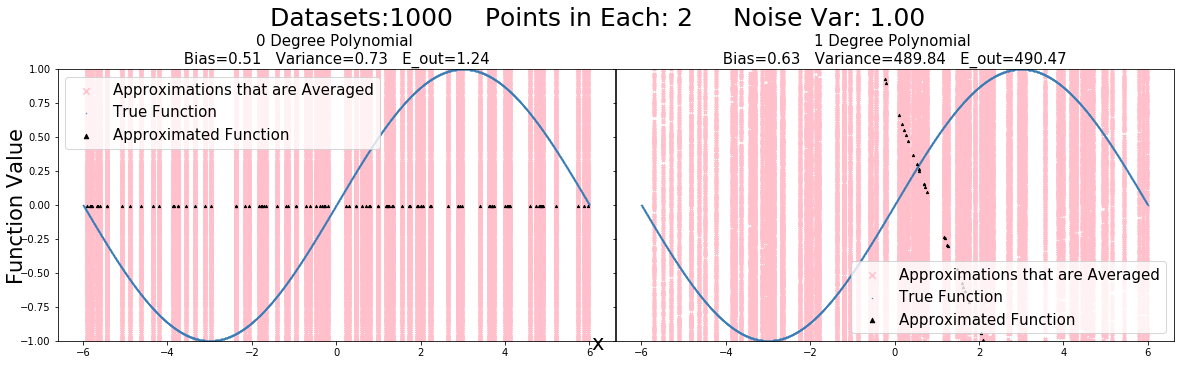 Datasets:1000    Points in Each: 2     Noise Var: 1.00
0 Degree Polynomial
Bias=0.51   Variance=0.73   E_out=1.24
Function Value
1.00
0.75
0.50
0.25
0.00
−0.25
−0.50
−0.75
−1.00
Approximations that are Averaged
True Function
Approximated Function
−6
−4
−2
0
2
4
6
x
1 Degree Polynomial
Bias=0.63   Variance=489.84   E_out=490.47
Approximations that are Averaged
True Function
Approximated Function
−6
−4
−2
0
2
4
6